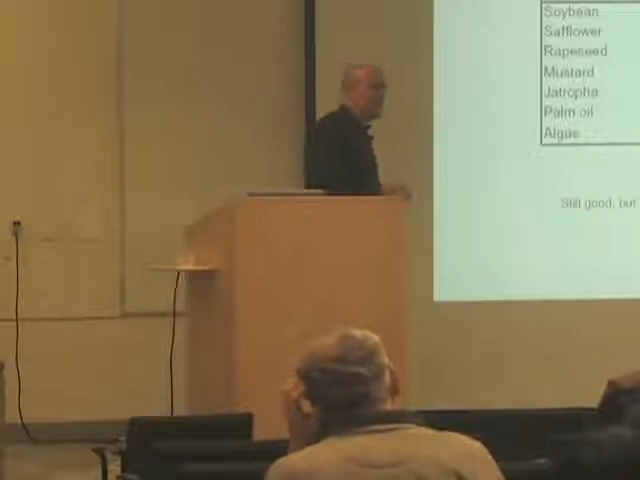 Soybean
Safflower
Rapeseed
Mustard
Jatropha
Palm oil
Algae
Still good, but